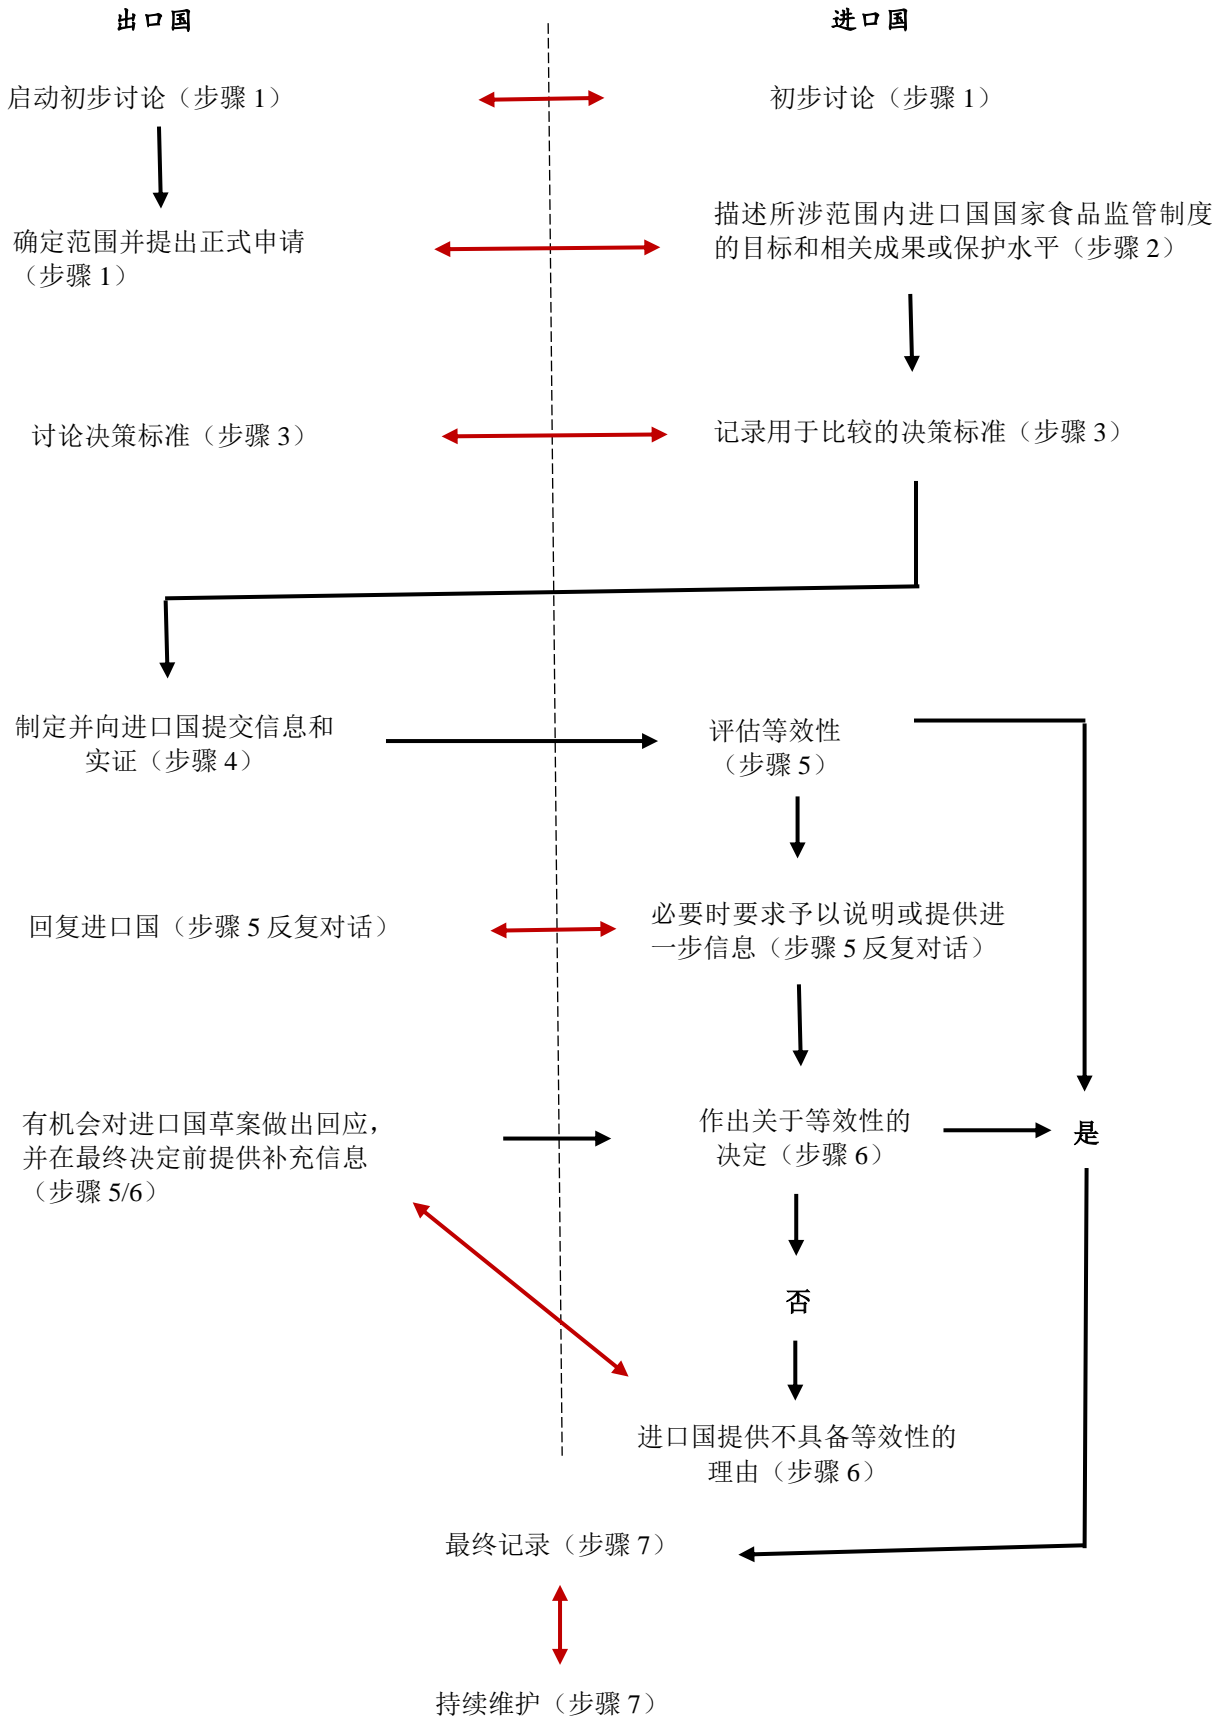 出口国
进口国
启动初步讨论（步骤 1）
初步讨论（步骤 1）
确定范围并提出正式申请
（步骤 1）
描述所涉范围内进口国国家食品监管制度
的目标和相关成果或保护水平（步骤 2）
讨论决策标准（步骤 3）
记录用于比较的决策标准（步骤 3）
制定并向进口国提交信息和
实证（步骤 4）
评估等效性
（步骤 5）
回复进口国（步骤 5 反复对话）
必要时要求予以说明或提供进
一步信息（步骤 5 反复对话）
有机会对进口国草案做出回应，
并在最终决定前提供补充信息
（步骤 5/6）
作出关于等效性的
决定（步骤 6）
是
否
进口国提供不具备等效性的
理由（步骤 6）
最终记录（步骤 7）
持续维护（步骤 7）